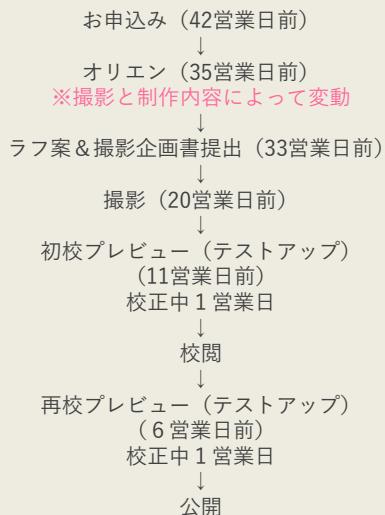 お申込み（42営業日前）
↓
オリエン（35営業日前）
※撮影と制作内容によって変動
↓
ラフ案＆撮影企画書提出（33営業日前）
↓
撮影（20営業日前）
↓
初校プレビュー（テストアップ）
（11営業日前）
校正中１営業日
↓
校閲
↓
再校プレビュー（テストアップ）
（６営業日前）
校正中１営業日
↓
公開